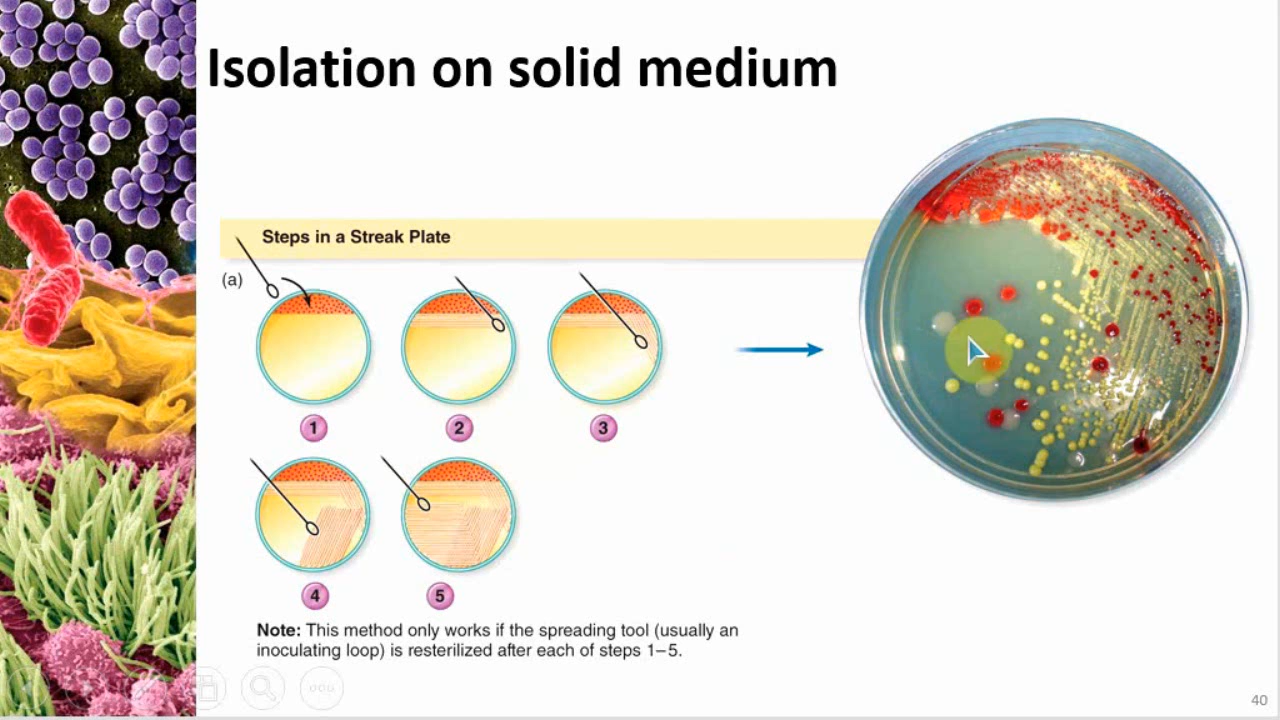 Isolation on solid medium
Steps in a Streak Plate
(a)
1
2
3
4
5
Note: This method only works if the spreading tool (usually an
inoculating loop) is resterilized after each of steps 1–5.
40